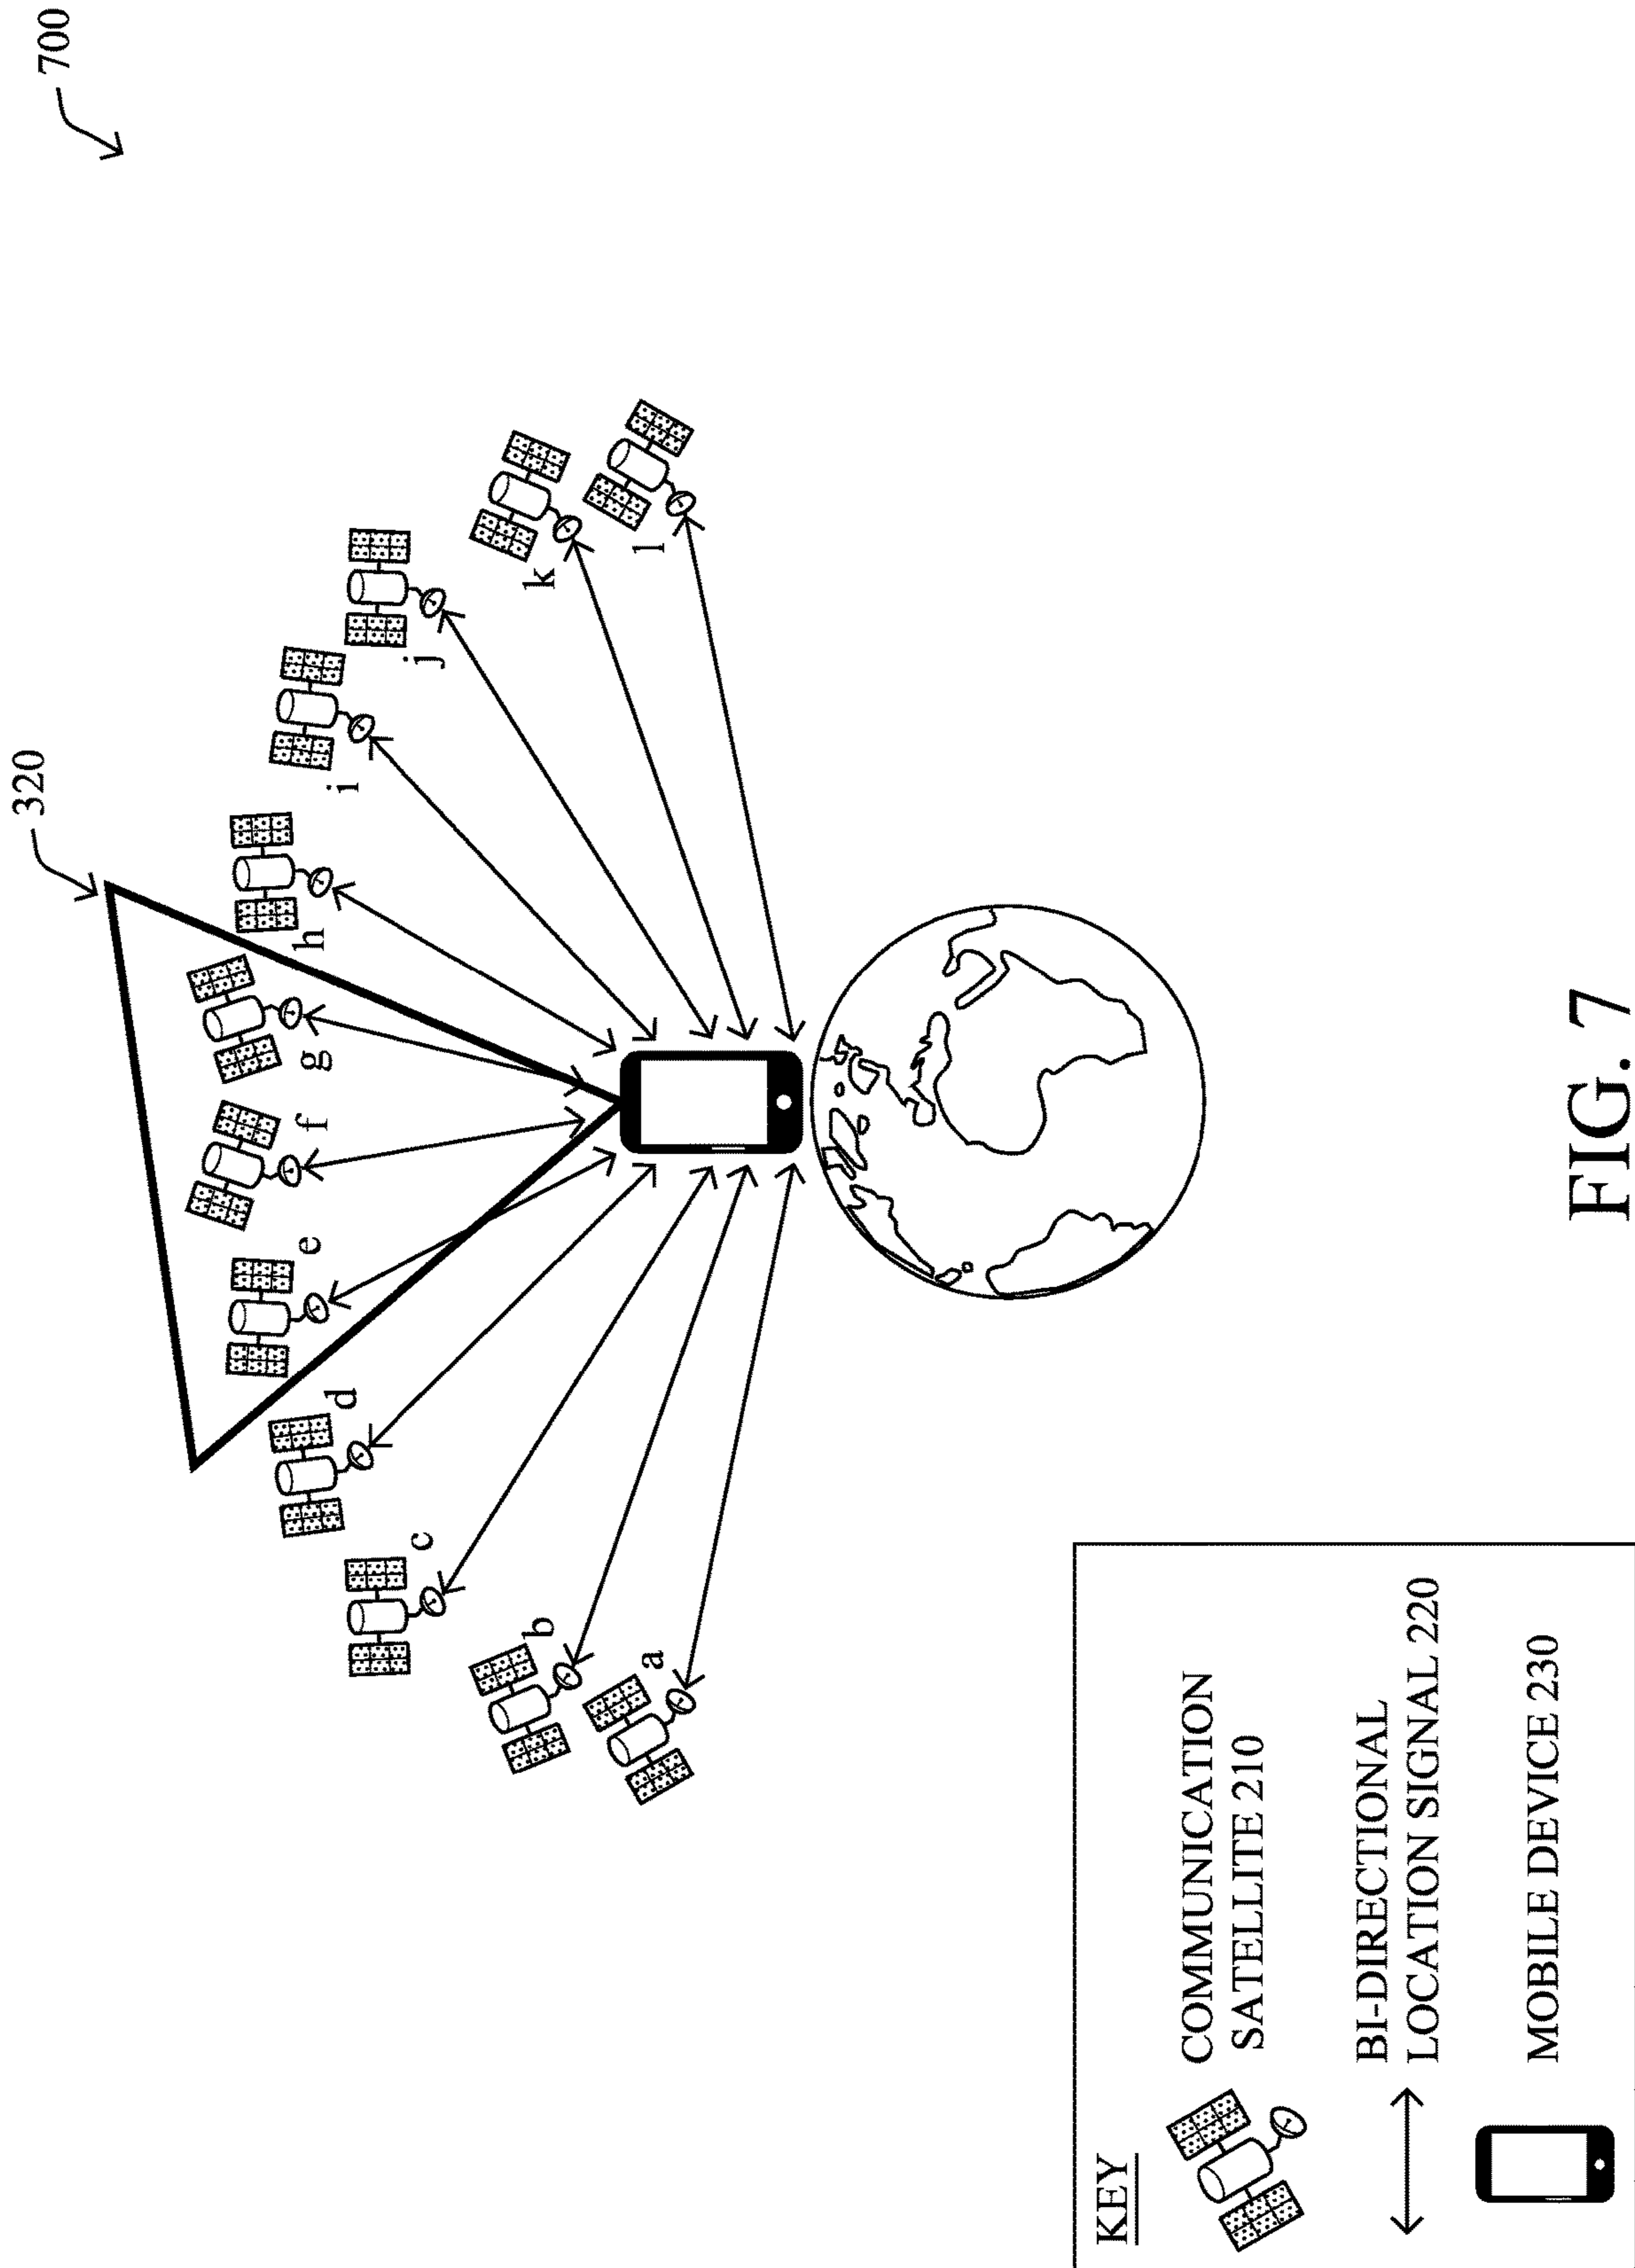 700
320
a
b
c
d
e
f
g
h
i
j
k
l
KEY
COMMUNICATION
SATELLITE 210
BI-DIRECTIONAL
LOCATION SIGNAL 220
MOBILE DEVICE 230
FIG. 7